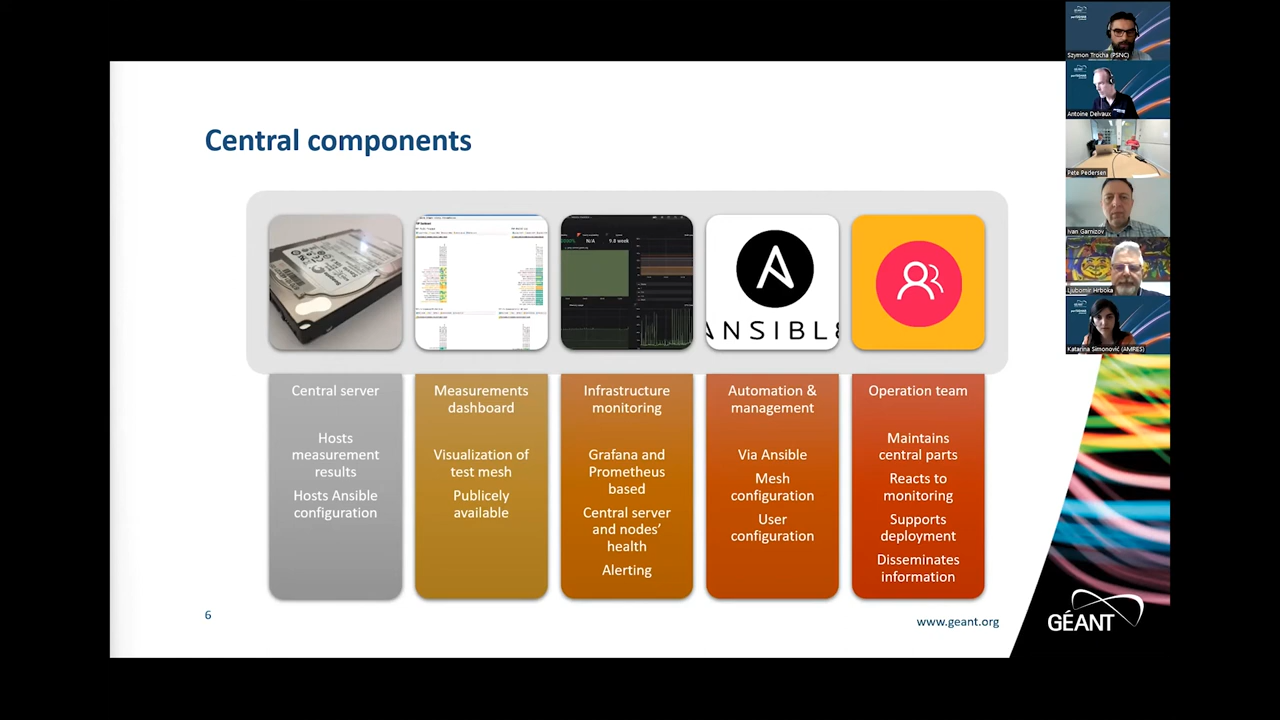 Central components
ANSIBLE
Central server
Hosts
measurement
results
Hosts Ansible
configuration
Measurements
dashboard
Visualization of
test mesh
Publicely
available
Infrastructure
monitoring
Grafana and
Prometheus
based
Central server
and nodes’
health
Alerting
Automation &
management
Via Ansible
Mesh
configuration
User
configuration
Operation team
Maintains
central parts
Reacts to
monitoring
Supports
deployment
Disseminates
information
6
www.geant.org
GÉANT
Szymon Trocha (PSNC)
Antoine Delvaux
Pete Pedersen
Ivan Garnizov
Ljubomir Hrboka
Katarina Simonović (AMRES)